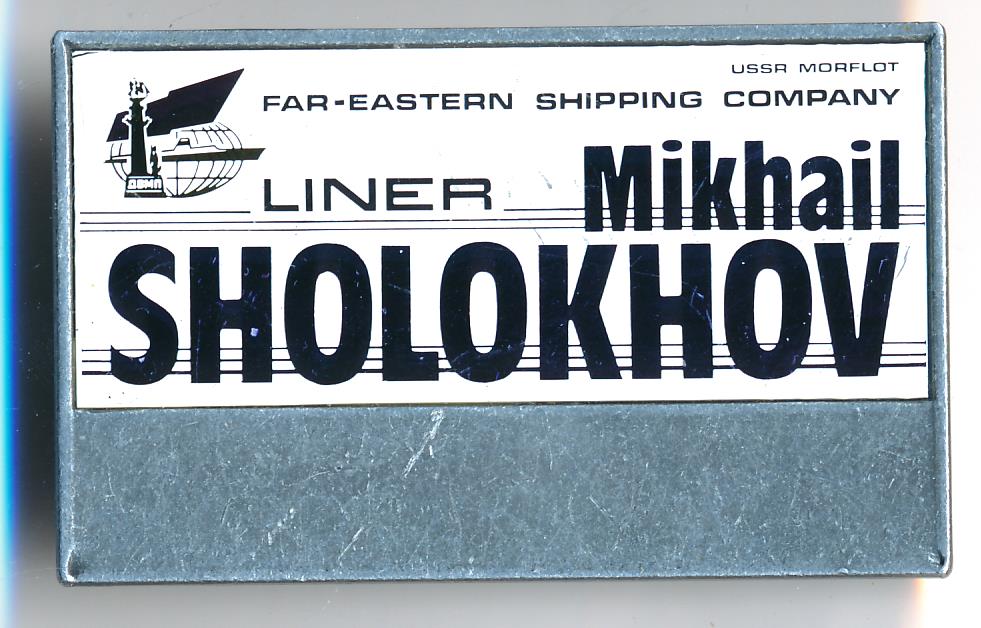 USSR MORFLOT
FAR-EASTERN SHIPPING COMPANY
ДВМП
LINER
Mikhail
SHOLOKHOV